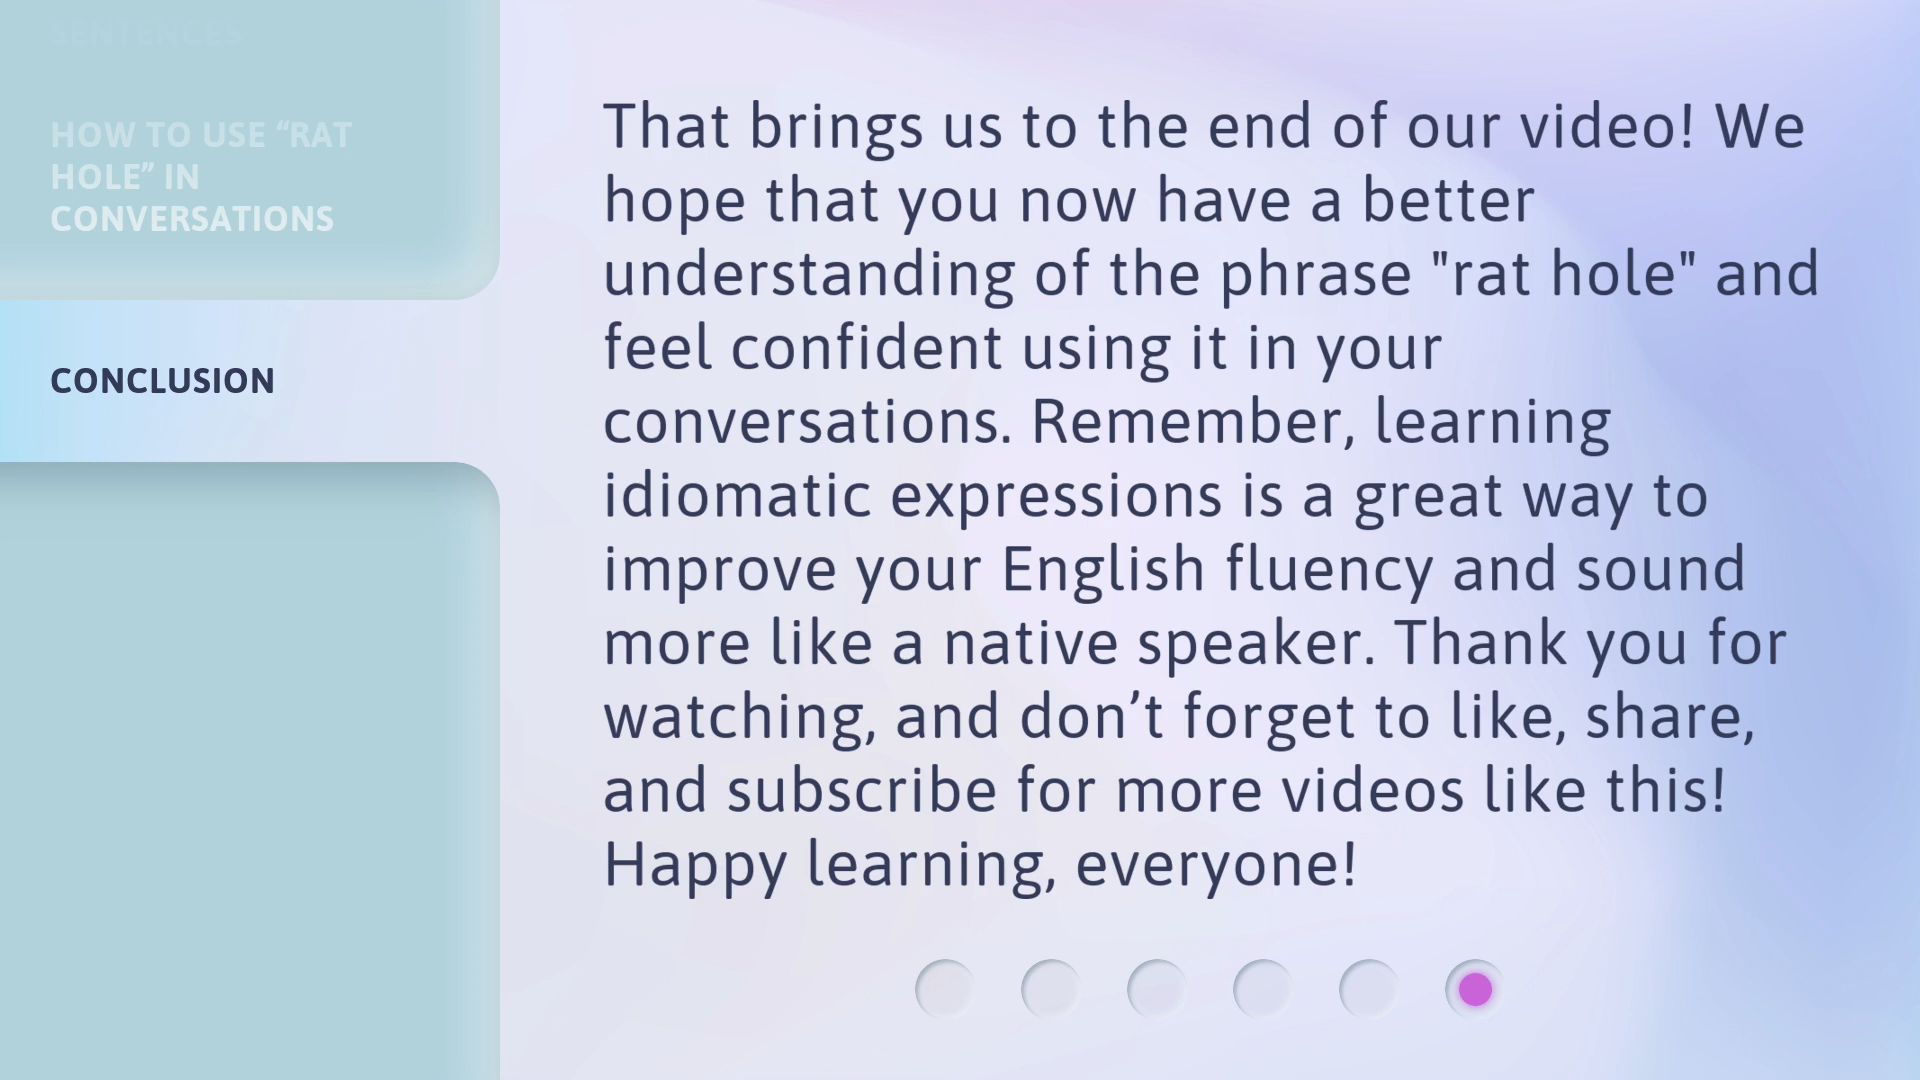 SENTENCES
HOW TO USE “RAT
HOLE” IN
CONVERSATIONS
CONCLUSION
That brings us to the end of our video! We
hope that you now have a better
understanding of the phrase "rat hole" and
feel confident using it in your
conversations. Remember, learning
idiomatic expressions is a great way to
improve your English fluency and sound
more like a native speaker. Thank you for
watching, and don’t forget to like, share,
and subscribe for more videos like this!
Happy learning, everyone!